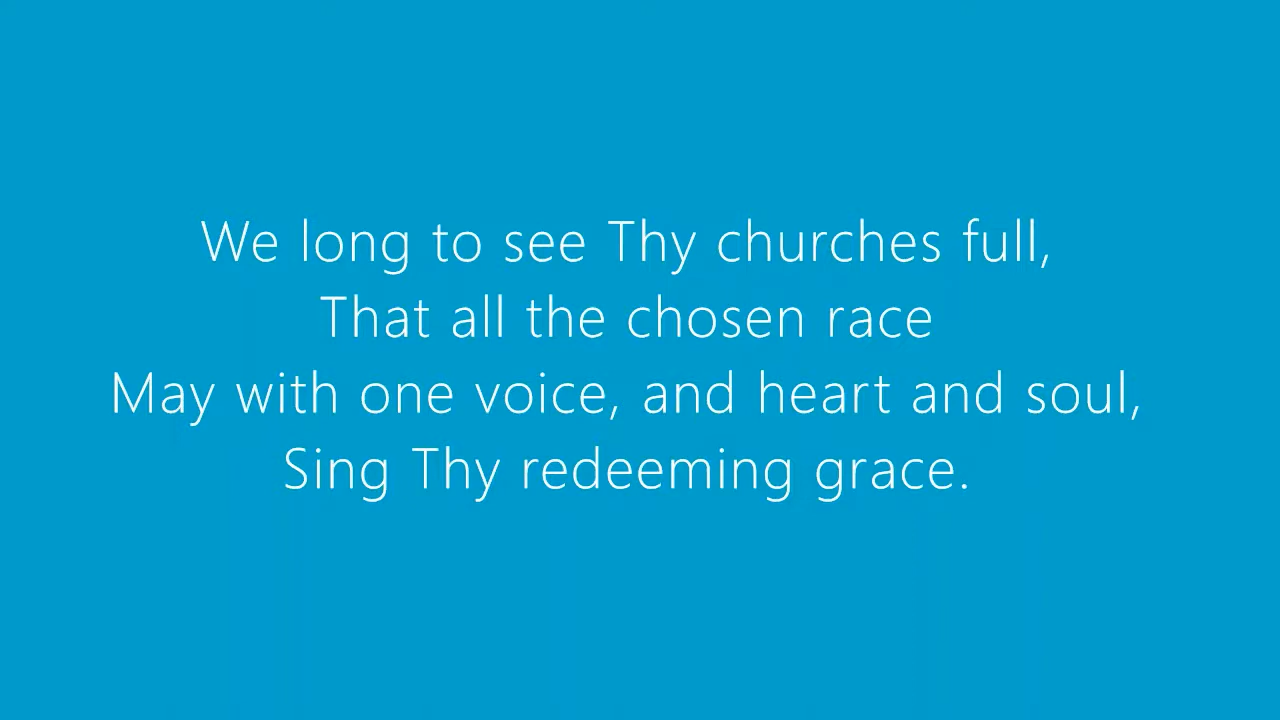 We long to see Thy churches full,
That all the chosen race
May with one voice, and heart and soul,
Sing Thy redeeming grace.